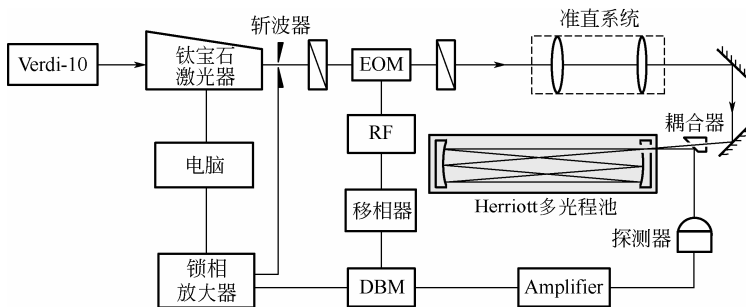 斩波器
准直系统
Verdi-10
钛宝石
激光器
EOM
RF
耦合器
电脑
移相器
Herriott多光程池
探测器
锁相
放大器
DBM
Amplifier